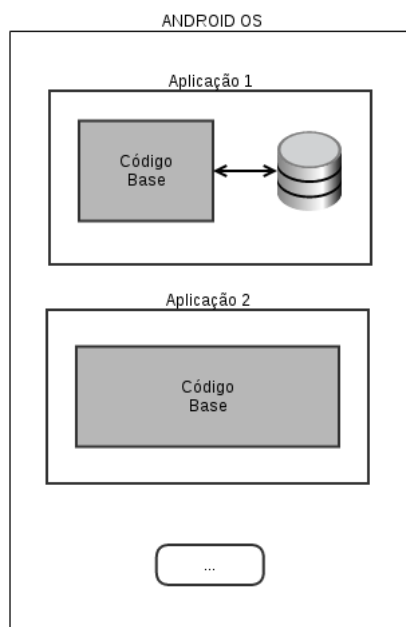 ANDROID OS
Aplicação 1
Código
Base
Aplicação 2
Código
Base
...